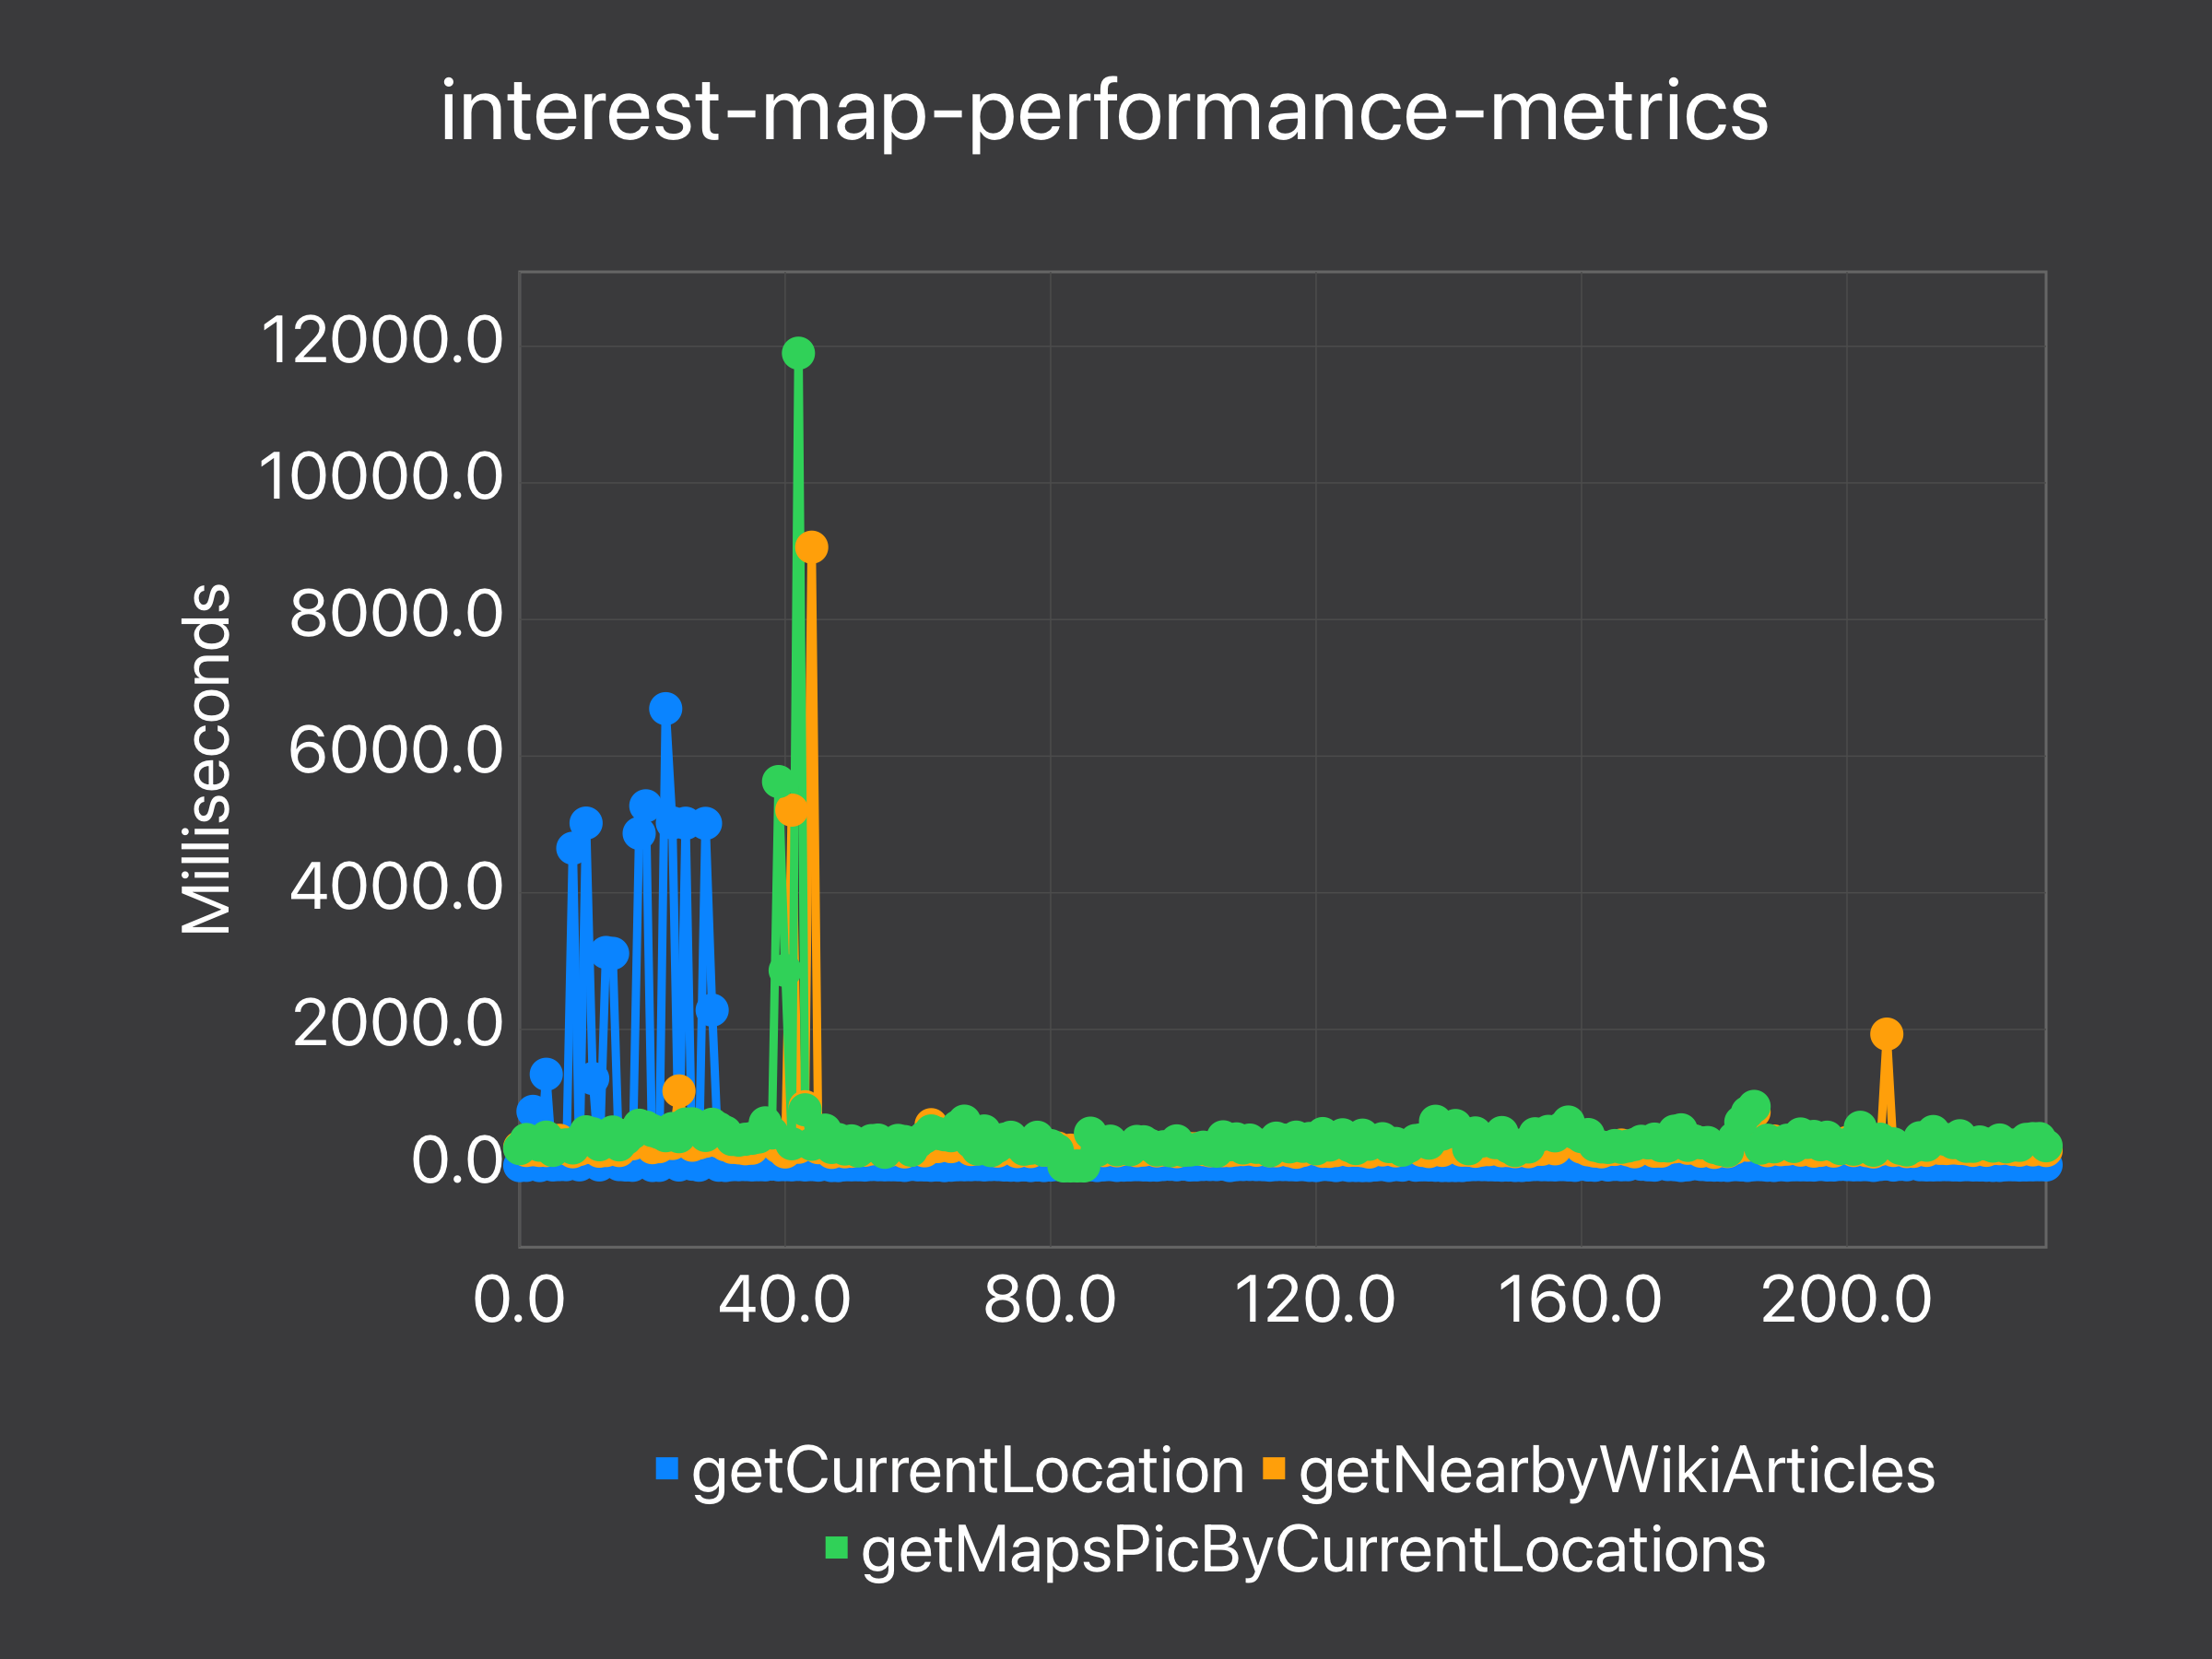 interest-map-performance-metrics
Milliseconds
12000.0
10000.0
8000.0
6000.0
4000.0
2000.0
0.0
0.0 40.0 80.0 120.0 160.0 200.0
getCurrentLocation getNearbyWikiArticles
getMapsPicByCurrentLocations